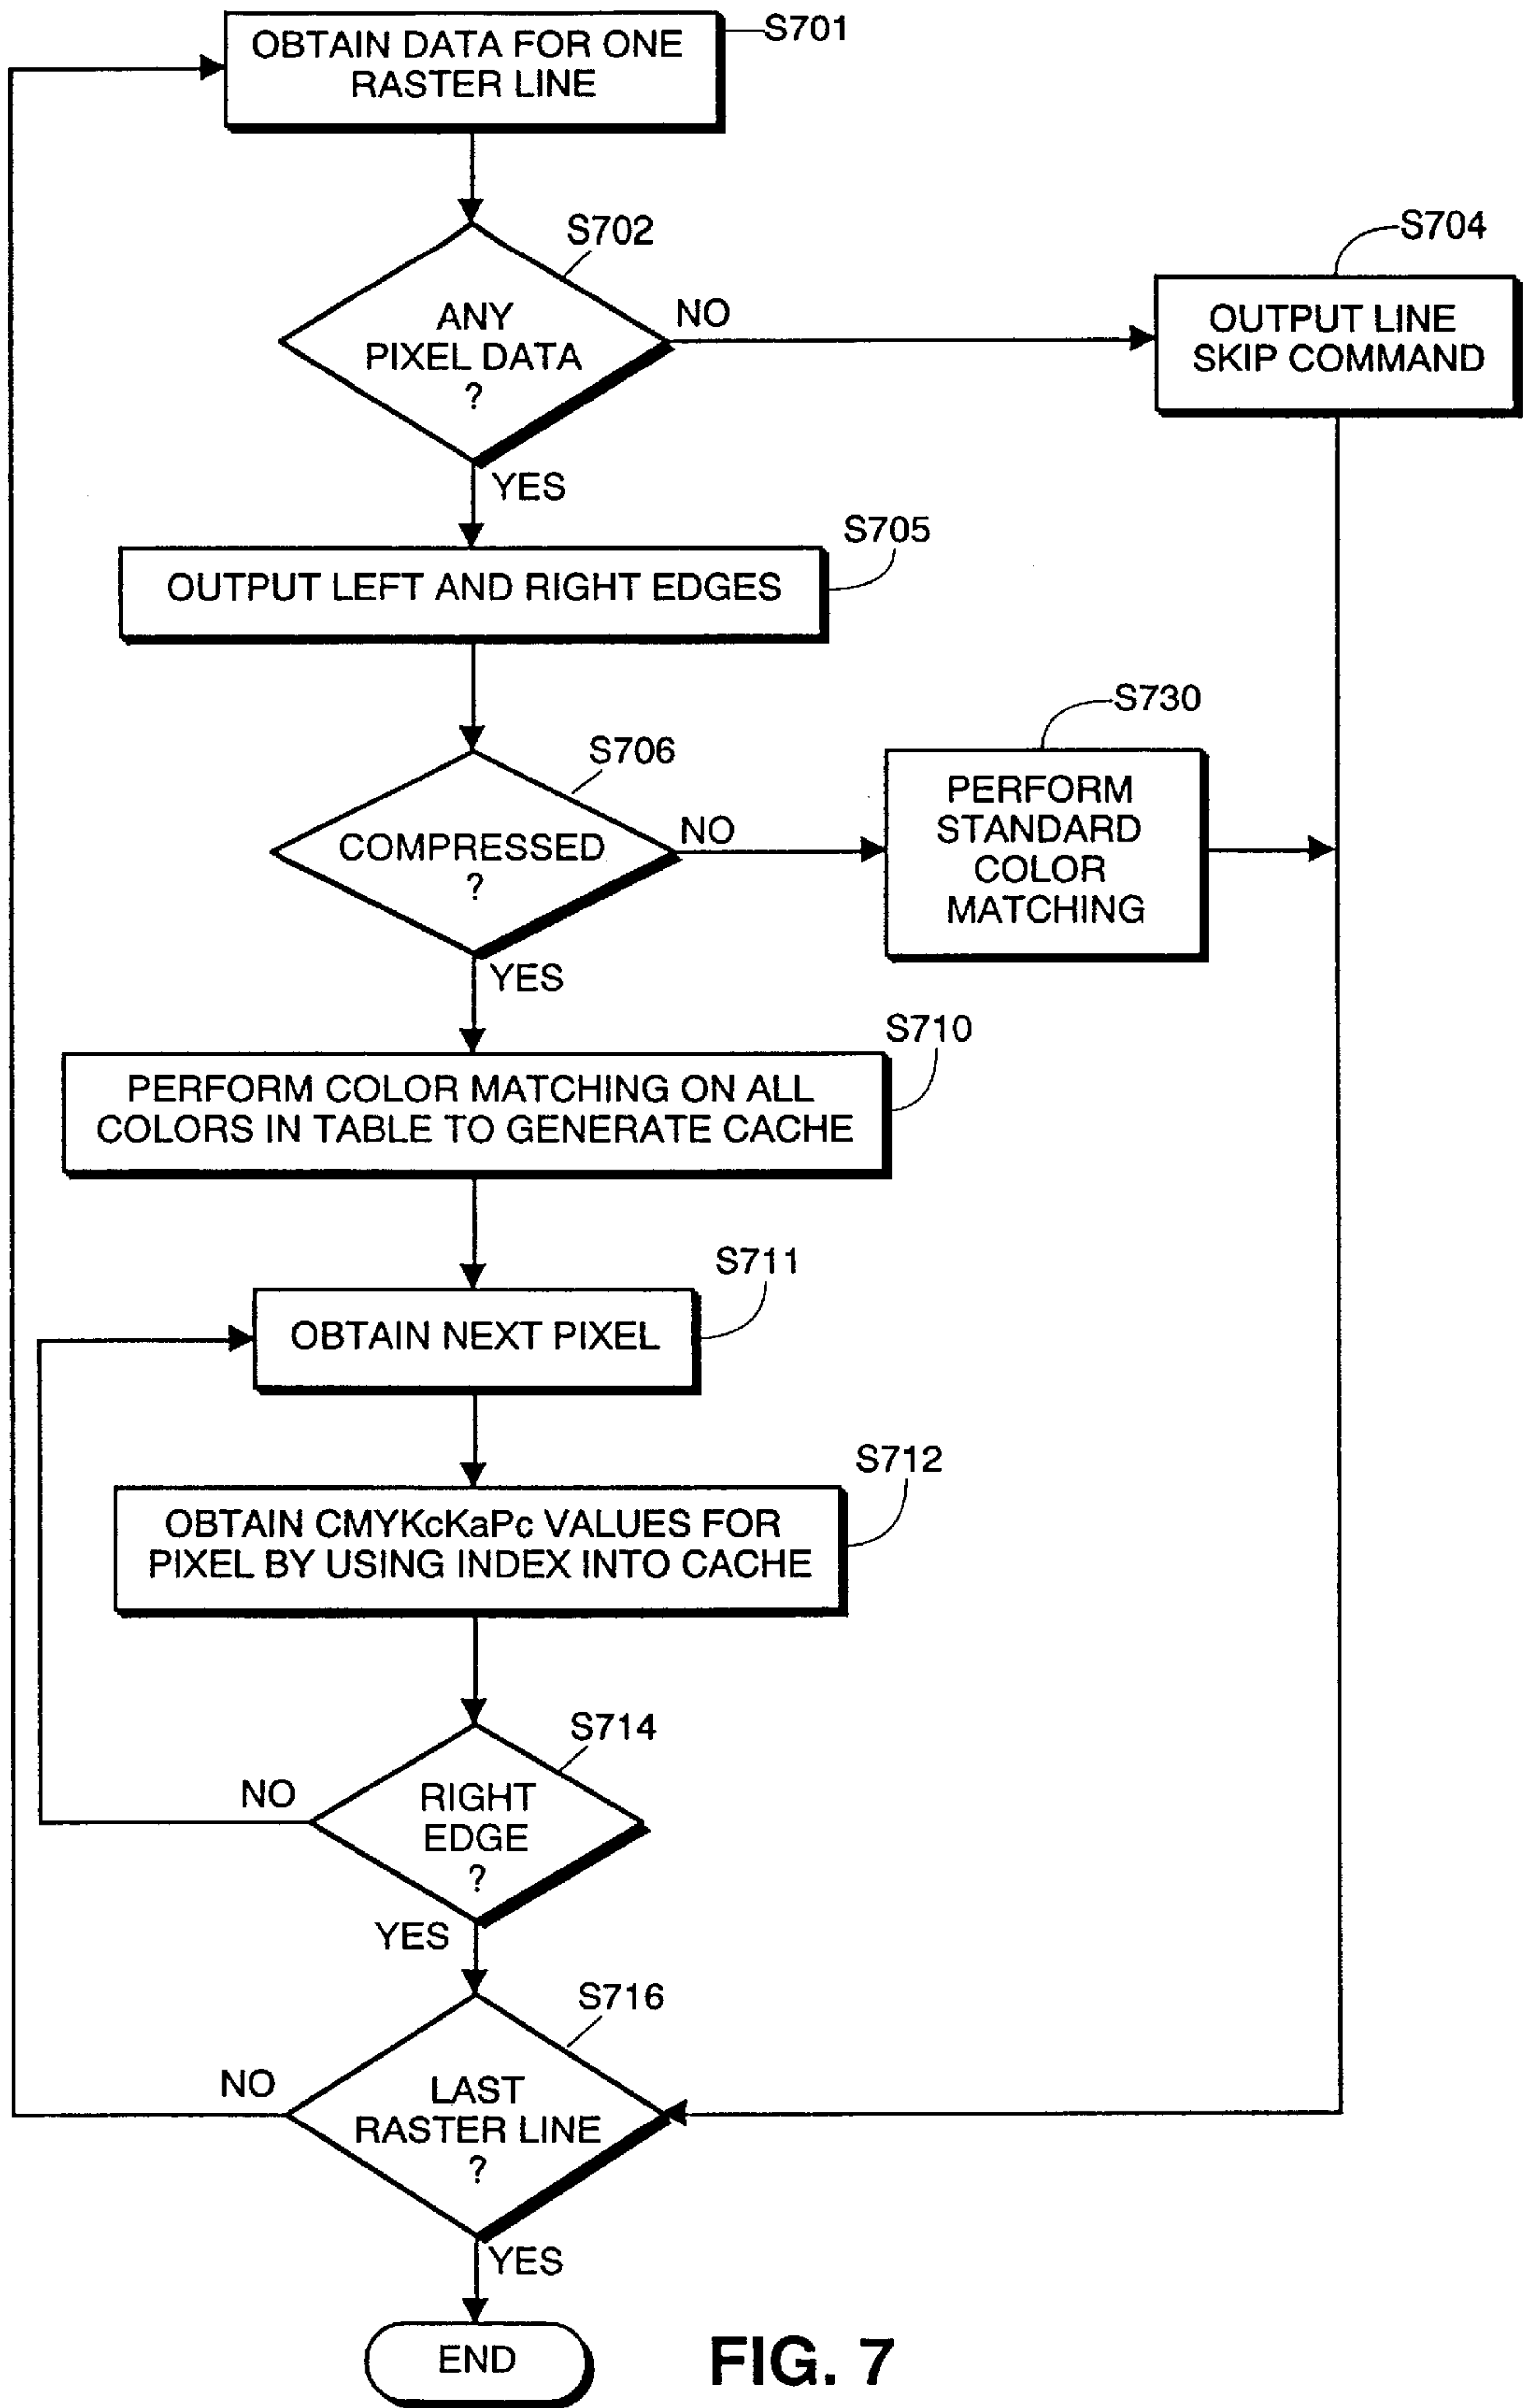 S701
OBTAIN DATA FOR ONE
RASTER LINE
S702
ANY
PIXEL DATA
?
NO
S704
OUTPUT LINE
SKIP COMMAND
YES
S705
OUTPUT LEFT AND RIGHT EDGES
S706
COMPRESSED
?
NO
S730
PERFORM
STANDARD
COLOR
MATCHING
YES
S710
PERFORM COLOR MATCHING ON ALL
COLORS IN TABLE TO GENERATE CACHE
S711
OBTAIN NEXT PIXEL
S712
OBTAIN CMYKcKaPc VALUES FOR
PIXEL BY USING INDEX INTO CACHE
S714
RIGHT
EDGE
?
NO
YES
S716
LAST
RASTER LINE
?
NO
YES
END
FIG. 7